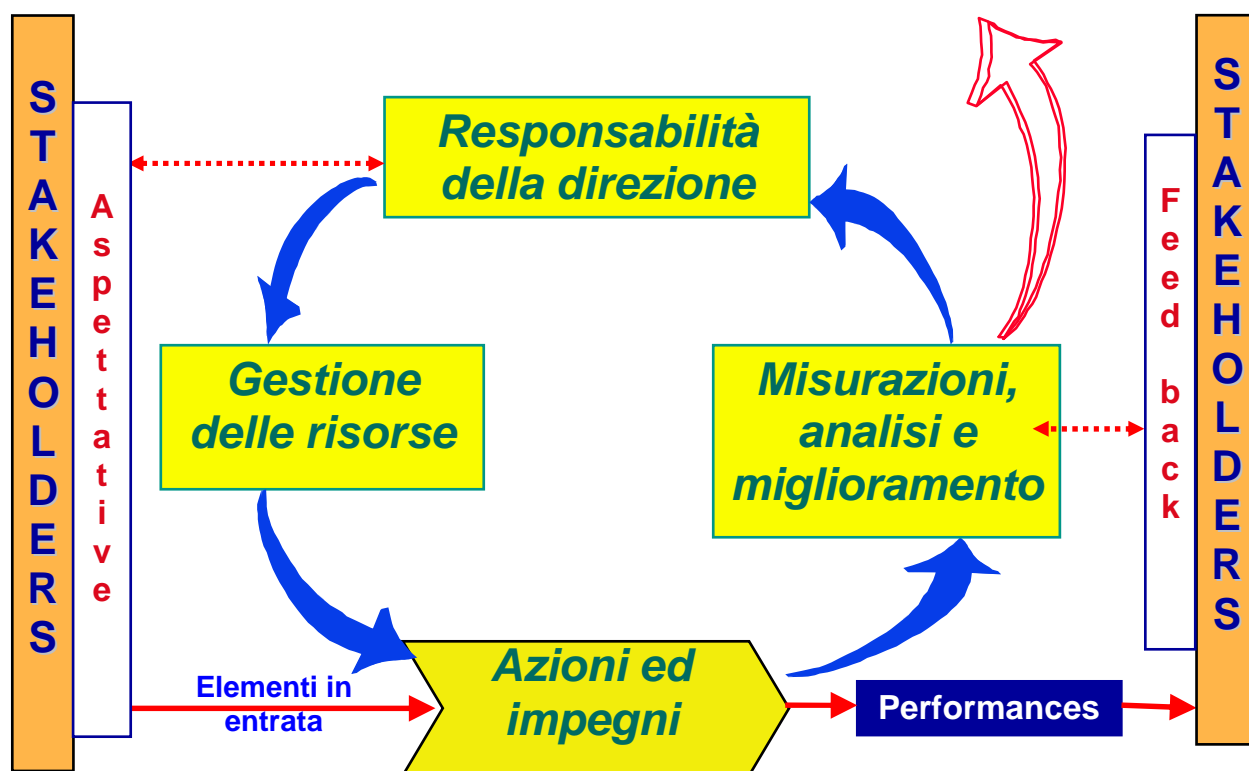 STAKEHOLDERS
Aspettative
Responsabilità
della direzione
Gestione
delle risorse
Misurazioni,
analisi e
miglioramento
Elementi in
entrata
Azioni ed
impegni
Performances
Feed back
STAKEHOLDERS